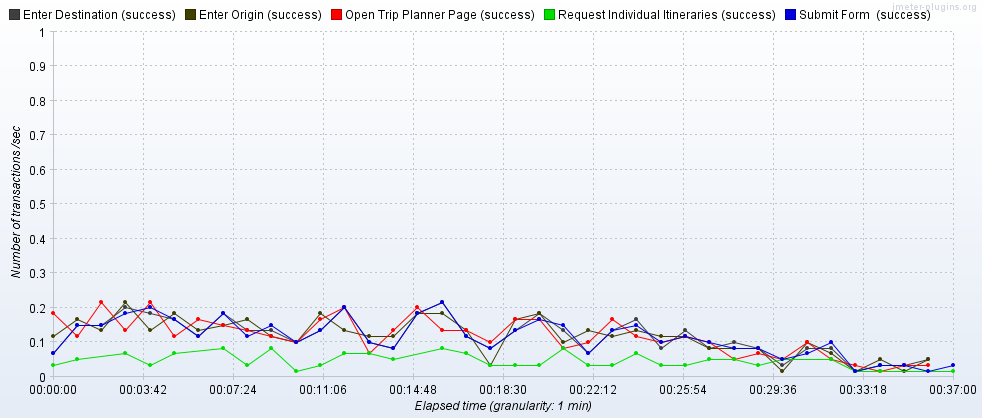 jmeter-plugins.org
Enter Destination (success) Enter Origin (success) Open Trip Planner Page (success) Request Individual Itineraries (success) Submit Form (success)
1
0.9
0.8
0.7
0.6
0.5
0.4
0.3
0.2
0.1
0
Number of transactions /sec
00:00:00 00:03:42 00:07:24 00:11:06 00:14:48 00:18:30 00:22:12 00:25:54 00:29:36 00:33:18 00:37:00
Elapsed time (granularity: 1 min)